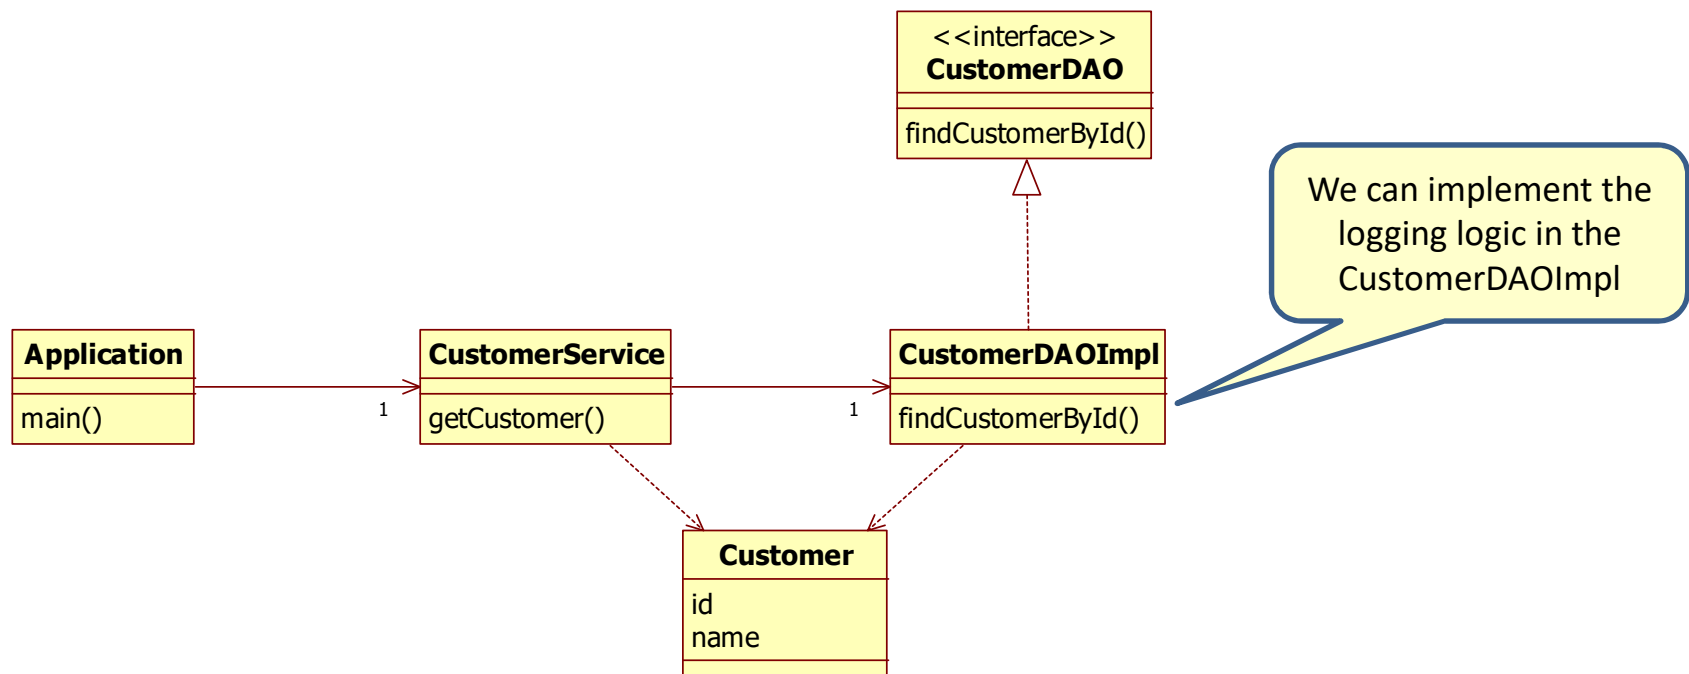 <<interface>>
CustomerDAO
findCustomerById()
We can implement the
logging logic in the
CustomerDAOImpl
Application
main()
1
CustomerService
getCustomer()
1
CustomerDAOImpl
findCustomerById()
Customer
id
name